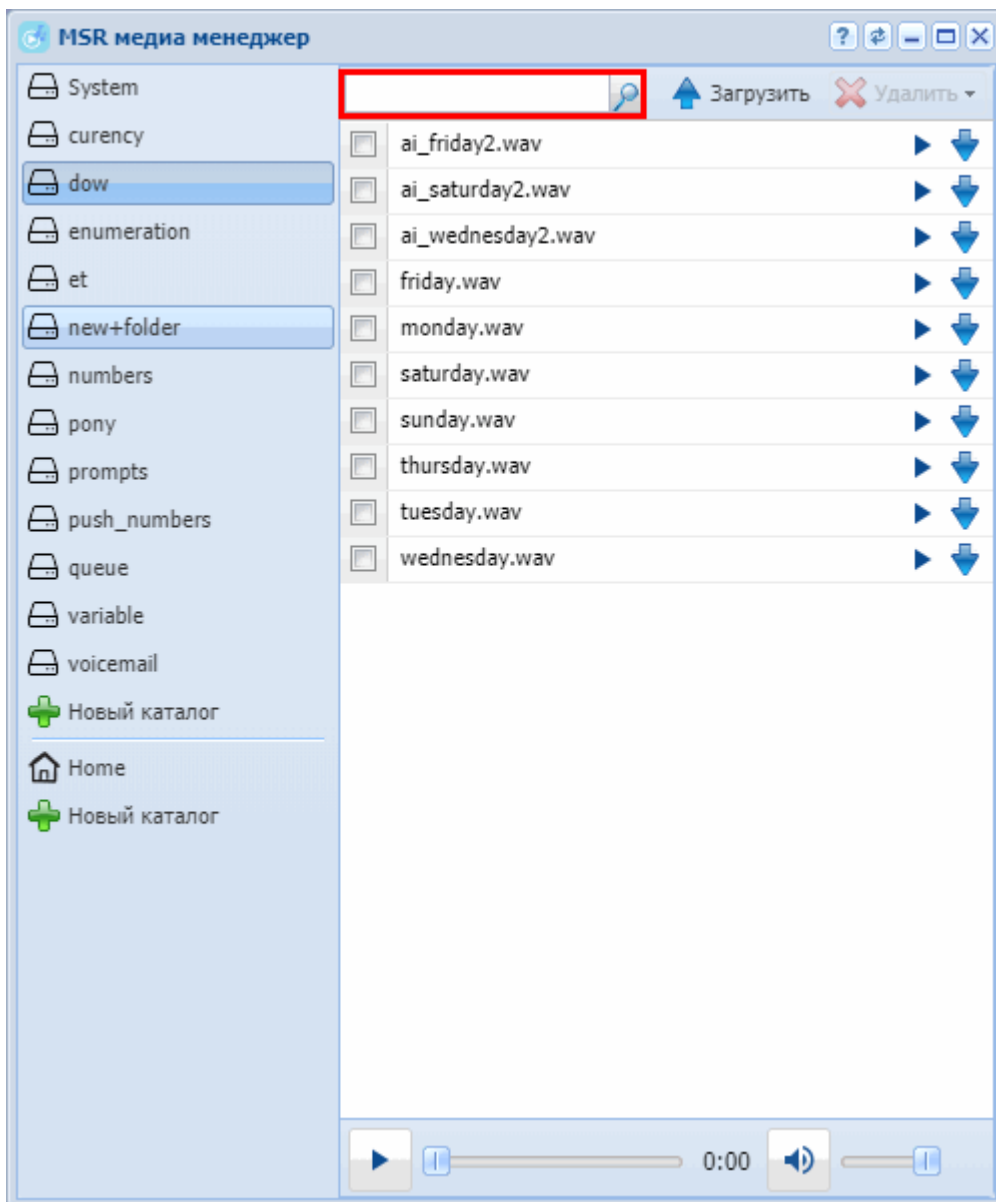 MSR медиа менеджер
System
curency
dow
enumeration
et
new+folder
numbers
pony
prompts
push_numbers
queue
variable
voicemail
Новый каталог
Home
Новый каталог
Загрузить Удалить
ai_friday2.wav
ai_saturday2.wav
ai_wednesday2.wav
friday.wav
monday.wav
saturday.wav
sunday.wav
thursday.wav
tuesday.wav
wednesday.wav
0:00